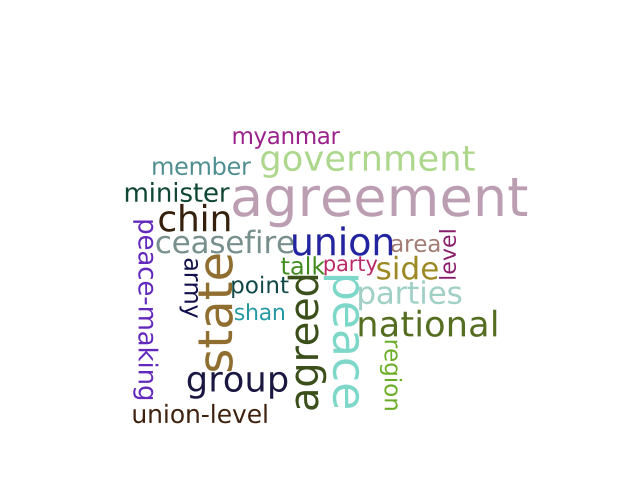 myanmar
government
member
minister
agreement
chin
peace-making
ceasefire
union
area
level
talk
party
side
army
state
point
shan
agreed
peace
parties
national
region
group
union-level